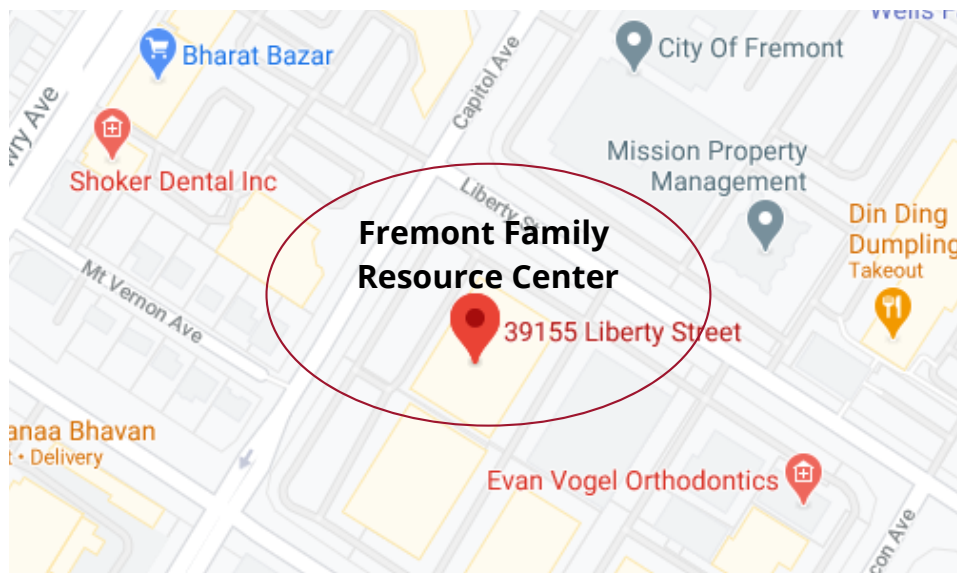 Wells F
Bharat Bazar
City Of Fremont
Capitol Ave
wry Ave
Shoker Dental Inc
Mission Property
Management
Liberty S
Fremont Family
Resource Center
Din Ding
Dumpling
Takeout
Mt Vernon Ave
39155 Liberty Street
anaa Bhavan
t • Delivery
Evan Vogel Orthodontics
con Ave